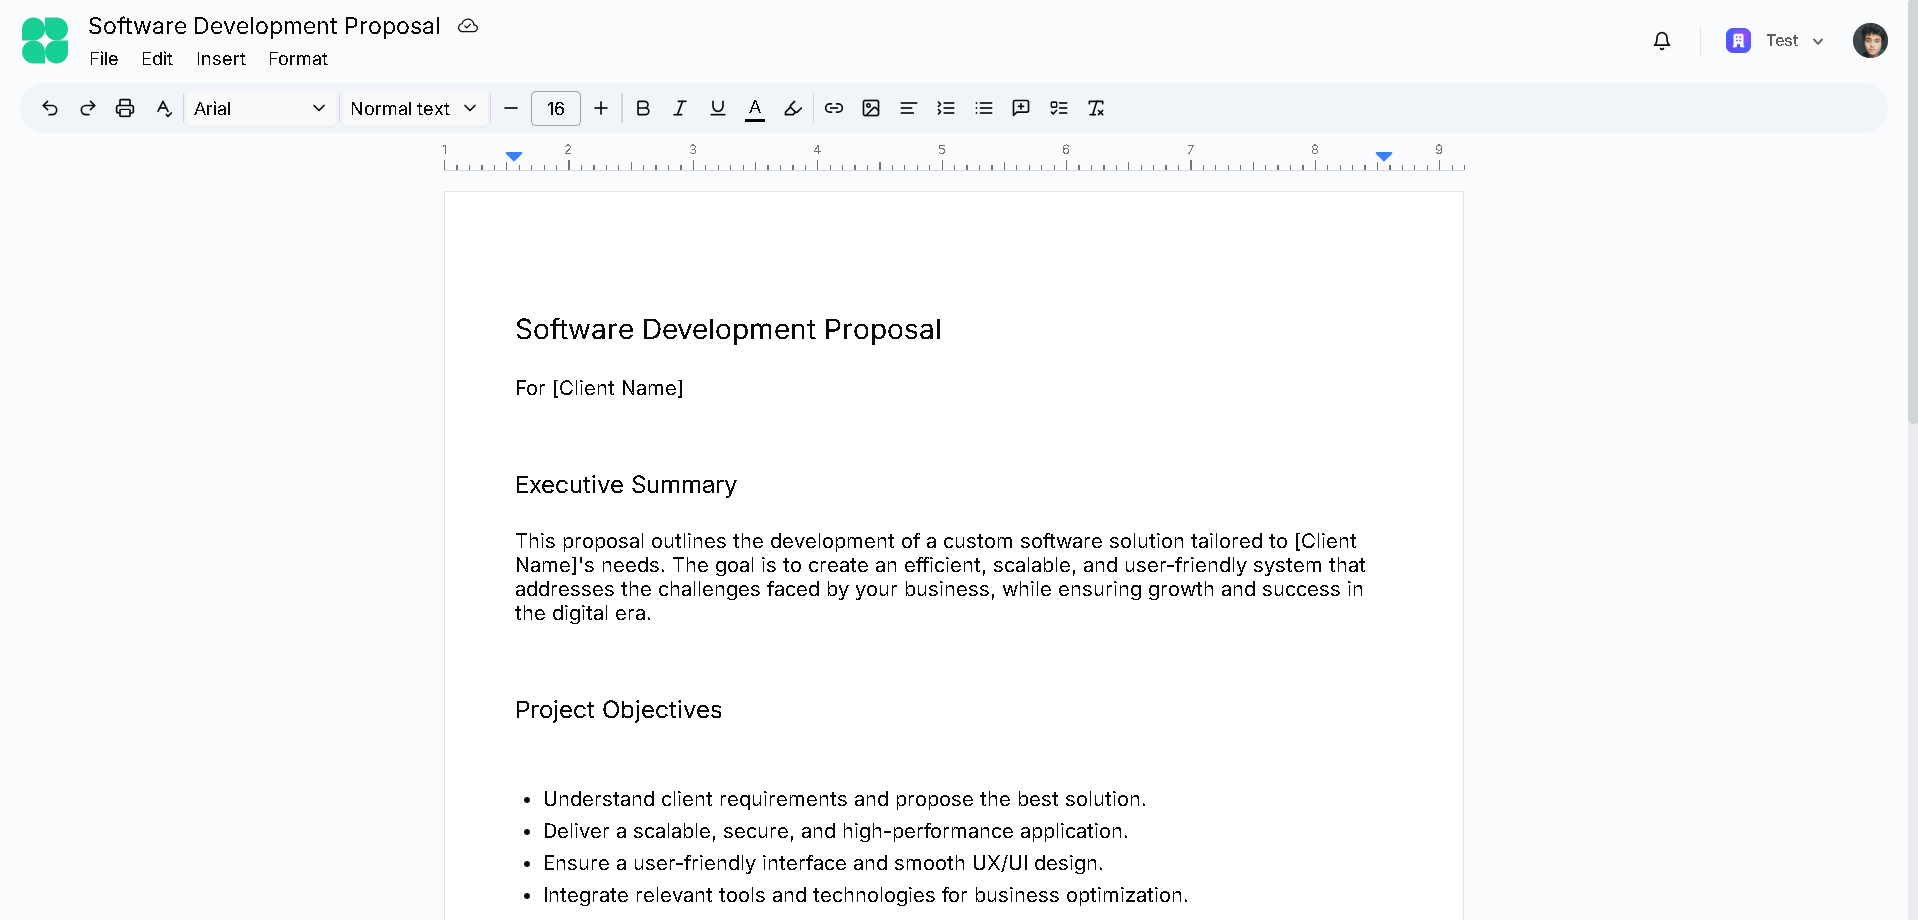 Software Development Proposal
File Edit Insert Format
Test
Arial Normal text 16
1 2 3 4 5 6 7 8 9
Software Development Proposal
For [Client Name]
Executive Summary
This proposal outlines the development of a custom software solution tailored to [Client
Name]'s needs. The goal is to create an efficient, scalable, and user-friendly system that
addresses the challenges faced by your business, while ensuring growth and success in
the digital era.
Project Objectives
• Understand client requirements and propose the best solution.
• Deliver a scalable, secure, and high-performance application.
• Ensure a user-friendly interface and smooth UX/UI design.
• Integrate relevant tools and technologies for business optimization.